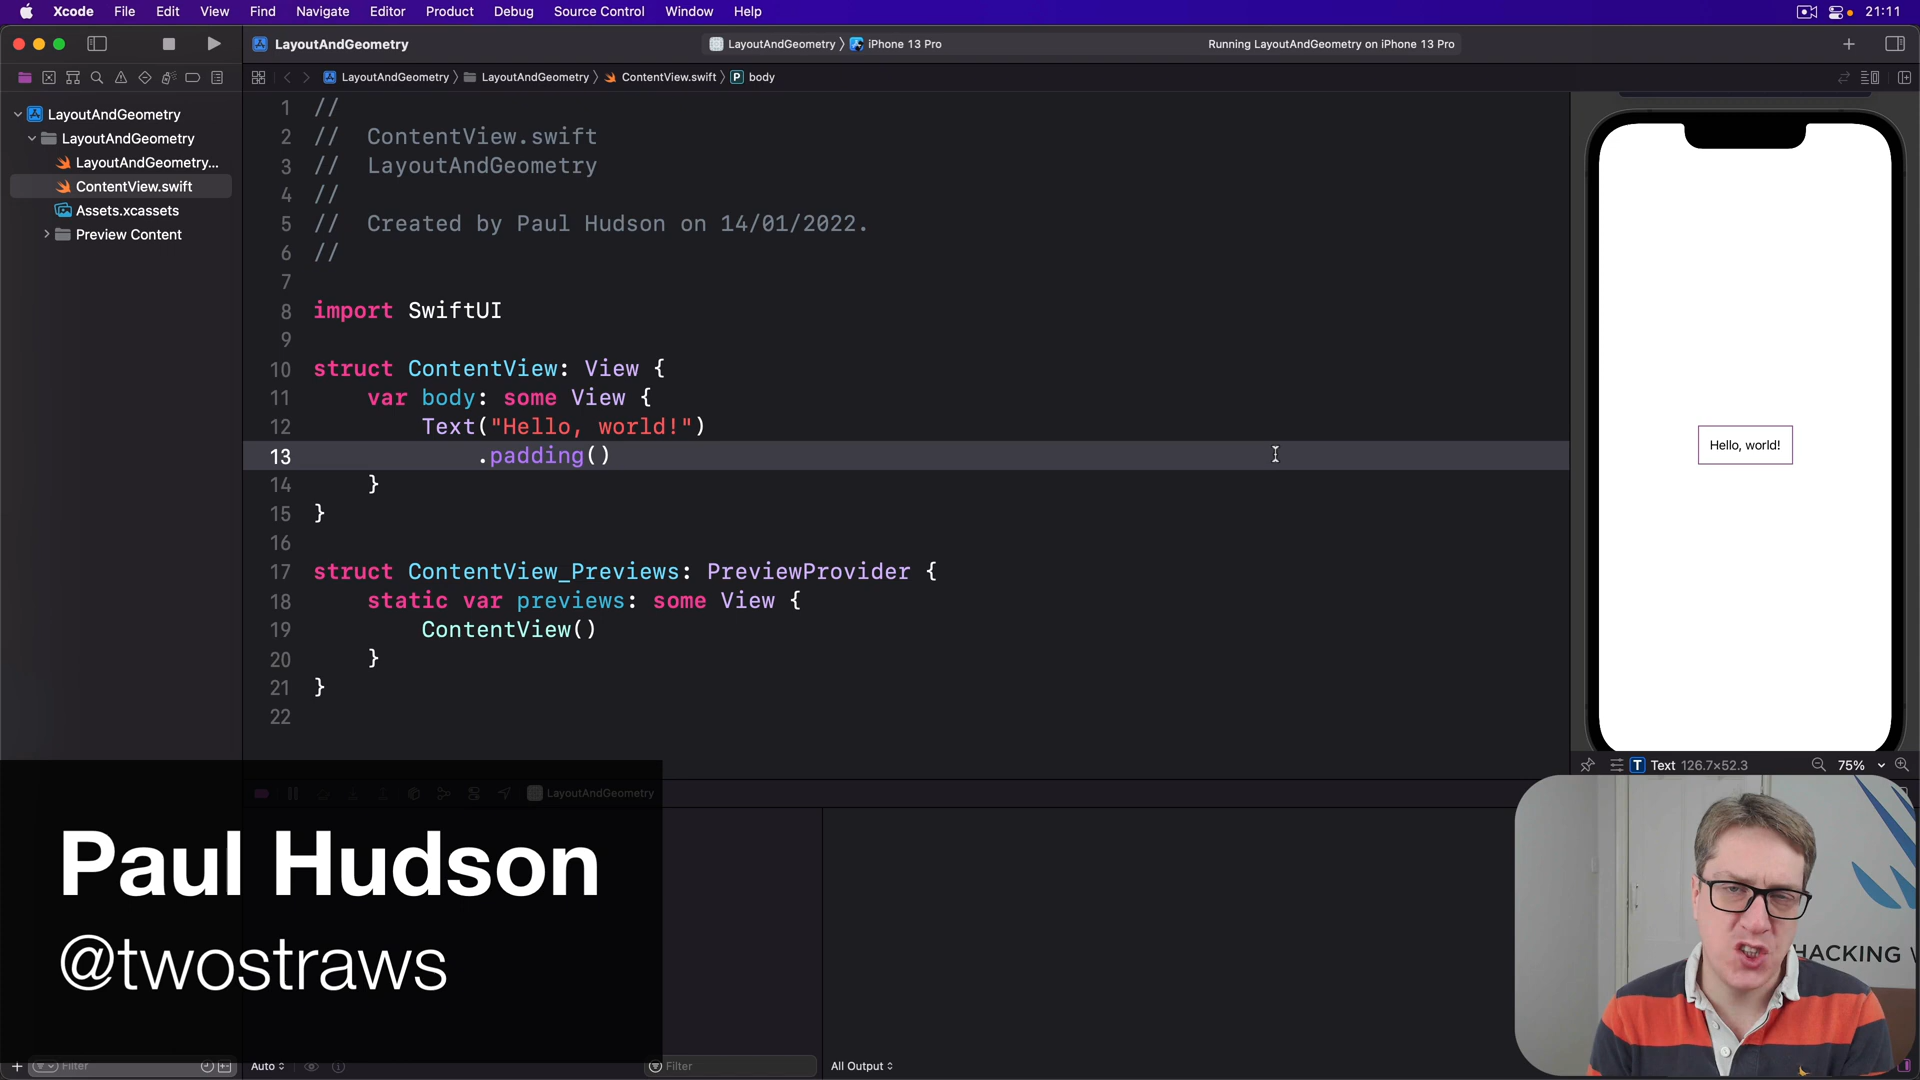 Xcode File Edit View Find Navigate Editor Product Debug Source Control Window Help 21:11
LayoutAndGeometry
LayoutAndGeometry 〉 iPhone 13 Pro
Running LayoutAndGeometry on iPhone 13 Pro
LayoutAndGeometry 〉 LayoutAndGeometry 〉 ContentView.swift 〉 P body
LayoutAndGeometry
LayoutAndGeometry
LayoutAndGeometry...
ContentView.swift
Assets.xcassets
Preview Content
1 //
2 //  ContentView.swift
3 //  LayoutAndGeometry
4 //
5 //  Created by Paul Hudson on 14/01/2022.
6 //
7
8 import SwiftUI
9
10 struct ContentView: View {
11     var body: some View {
12         Text("Hello, world!")
13             .padding()
14     }
15 }
16
17 struct ContentView_Previews: PreviewProvider {
18     static var previews: some View {
19         ContentView()
20     }
21 }
22
Hello, world!
T Text 126.7×52.3 75%
LayoutAndGeometry
Paul Hudson
@twostraws
HACKING W
Filter
Auto
Filter
All Output